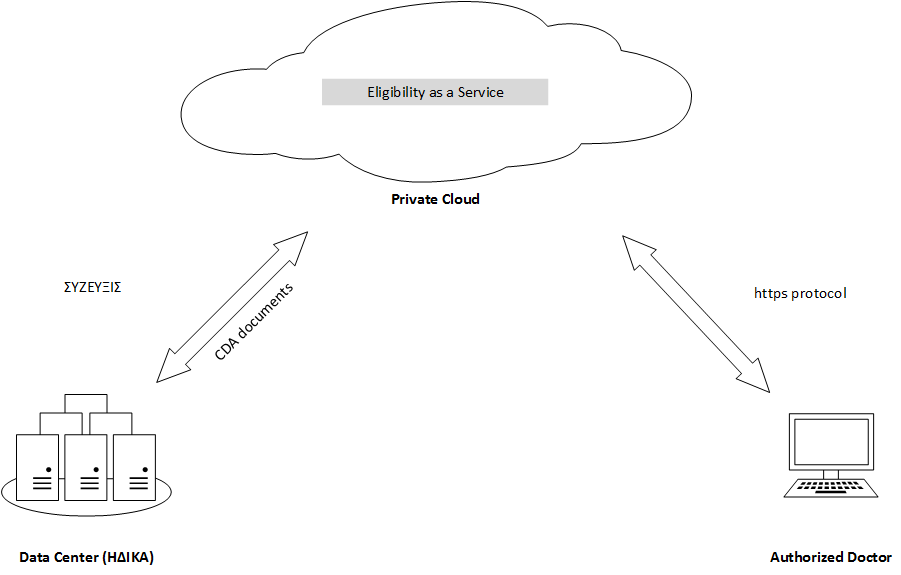 Eligibility as a Service
Private Cloud
ΣΥΖΕΥΞΙΣ
CDA documents
https protocol
Data Center (ΗΔΙΚΑ)
Authorized Doctor